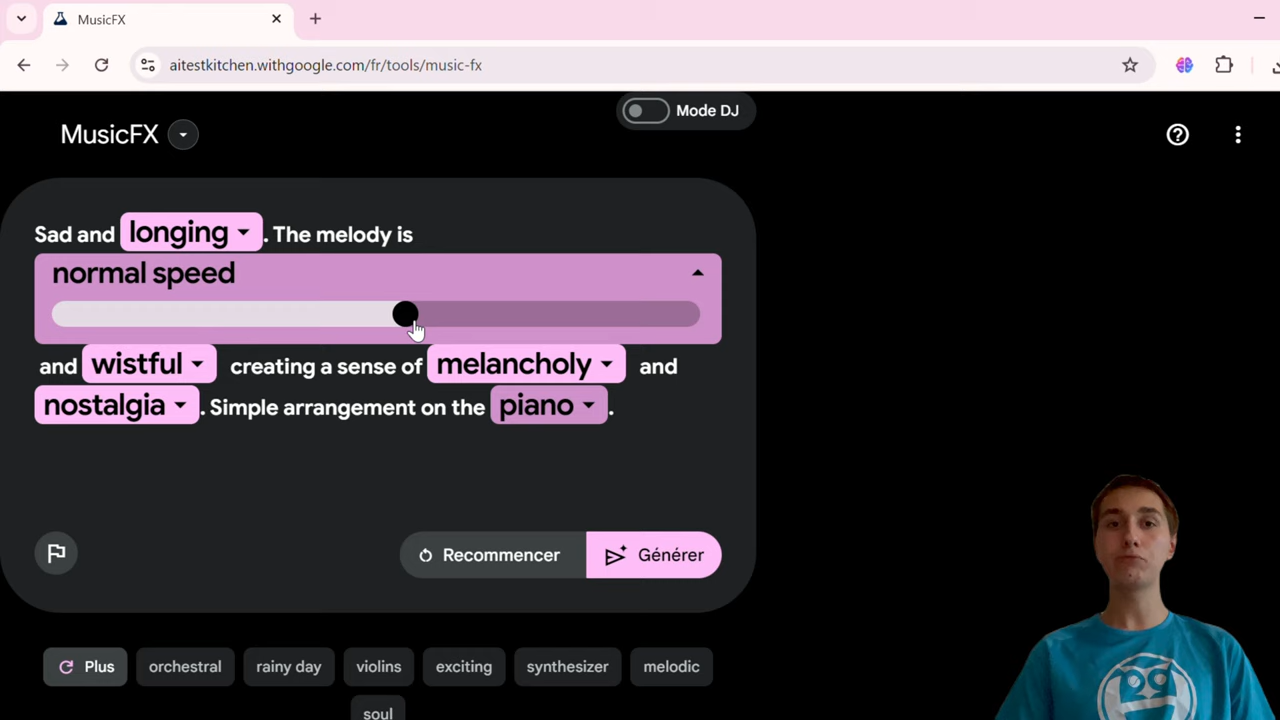 MusicFX
aitestkitchen.withgoogle.com/fr/tools/music-fx
Mode DJ
MusicFX
Sad and longing. The melody is
normal speed
and wistful creating a sense of melancholy and
nostalgia. Simple arrangement on the piano.
Recommencer Générer
Plus orchestral rainy day violins exciting synthesizer melodic
soul